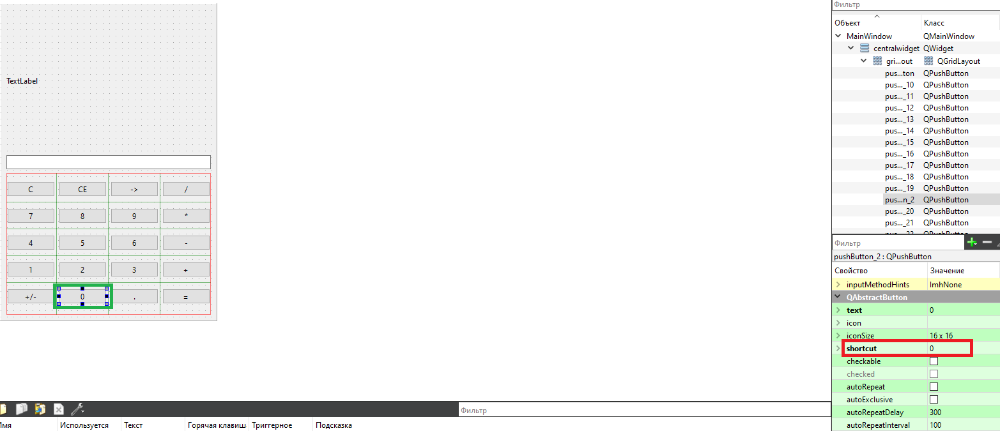 TextLabel
C CE -> /
7 8 9 *
4 5 6 -
1 2 3 +
+/- 0 . =
Фильтр
Объект Класс
MainWindow QMainWindow
centralwidget QWidget
gri...out QGridLayout
pus...ton QPushButton
pus..._10 QPushButton
pus..._11 QPushButton
pus..._12 QPushButton
pus..._13 QPushButton
pus..._14 QPushButton
pus..._15 QPushButton
pus..._16 QPushButton
pus..._17 QPushButton
pus..._18 QPushButton
pus..._19 QPushButton
pus...n_2 QPushButton
pus..._20 QPushButton
pus..._21 QPushButton
Фильтр
pushButton_2 : QPushButton
Свойство Значение
inputMethodHints ImhNone
QAbstractButton
text 0
icon
iconSize 16 x 16
shortcut 0
checkable
checked
autoRepeat
autoExclusive
autoRepeatDelay 300
autoRepeatInterval 100
Фильтр
Используется Текст Горячая клавиш Триггерное Подсказка